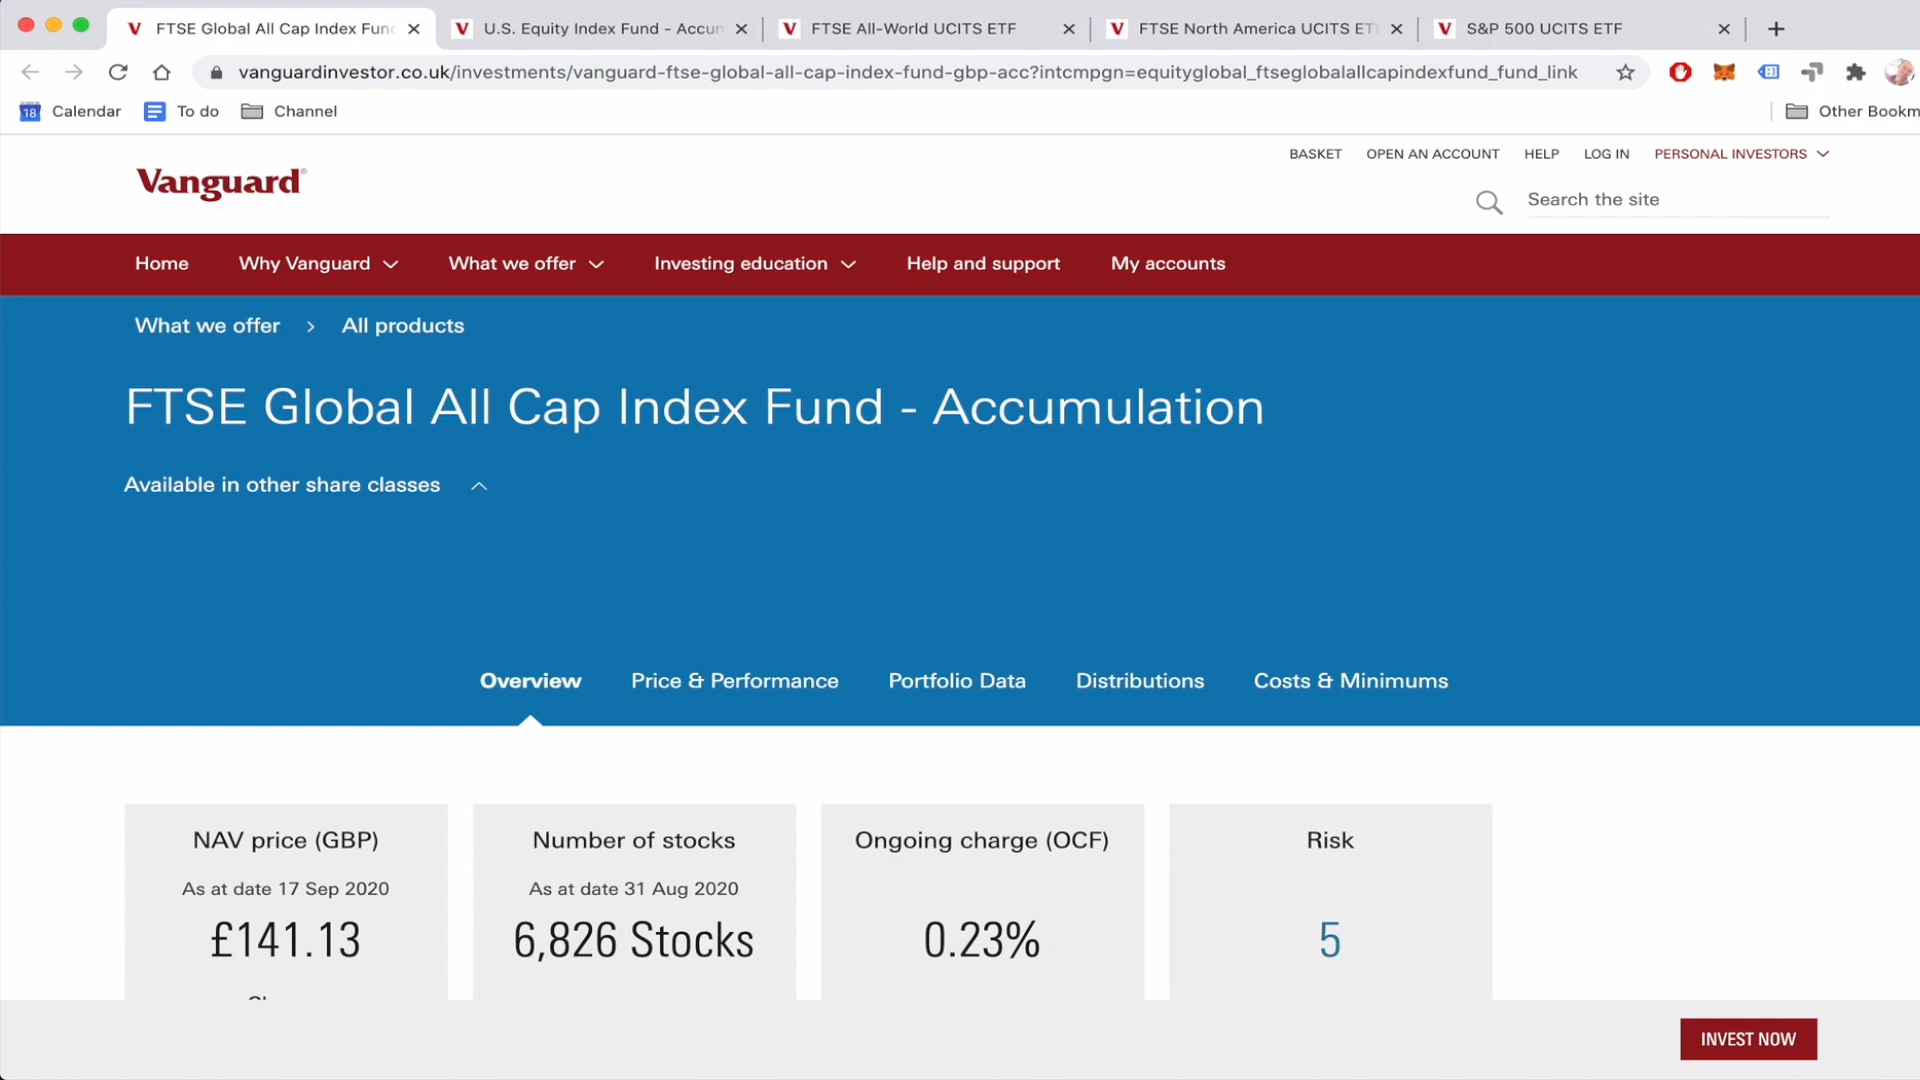 FTSE Global All Cap Index Fund
U.S. Equity Index Fund - Accun
FTSE All-World UCITS ETF
FTSE North America UCITS ETF
S&P 500 UCITS ETF
vanguardinvestor.co.uk/investments/vanguard-ftse-global-all-cap-index-fund-gbp-acc?intcmpgn=equityglobal_ftseglobalallcapindexfund_fund_link
18 Calendar
To do
Channel
Other Bookm
BASKET
OPEN AN ACCOUNT
HELP
LOG IN
PERSONAL INVESTORS
Vanguard®
Search the site
Home
Why Vanguard
What we offer
Investing education
Help and support
My accounts
What we offer > All products
FTSE Global All Cap Index Fund - Accumulation
Available in other share classes
Overview
Price & Performance
Portfolio Data
Distributions
Costs & Minimums
NAV price (GBP)
As at date 17 Sep 2020
£141.13
Number of stocks
As at date 31 Aug 2020
6,826 Stocks
Ongoing charge (OCF)
0.23%
Risk
5
INVEST NOW